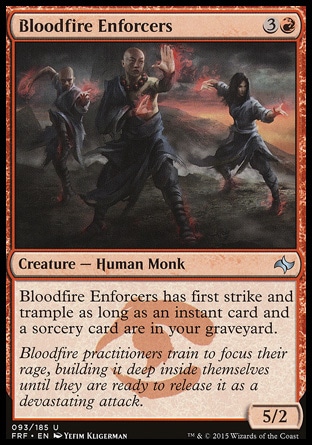 Bloodfire Enforcers 3
Creature — Human Monk
Bloodfire Enforcers has first strike and
trample as long as an instant card and
a sorcery card are in your graveyard.
Bloodfire practitioners train to focus their
rage, building it deep inside themselves
until they are ready to release it as a
devastating attack.
5/2
093/185 U
FRF • EN Yefim Kligerman ™ & © 2015 Wizards of the Coast